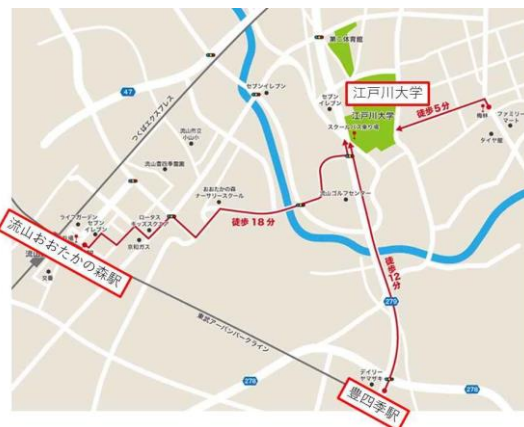 第2体育館
江戸川大学
47
つくばエクスプレス
セブンイレブン
セブン
イレブン
江戸川大学
スクールバス乗り場
徒歩5分
梅林
ファミリー
マート
タイヤ館
流山市立
小山小
流山豊四季霊園
おおたかの森
ナーサリースクール
流山ゴルフセンター
徒歩18分
ライフガーデン
セブン
イレブン
ロータス
キッズスクール
京和ガス
流山おおたかの森駅
交番
徒歩12分
279
東武アーバンパークライン
278
デイリー
ヤマザキ
278
豊四季駅